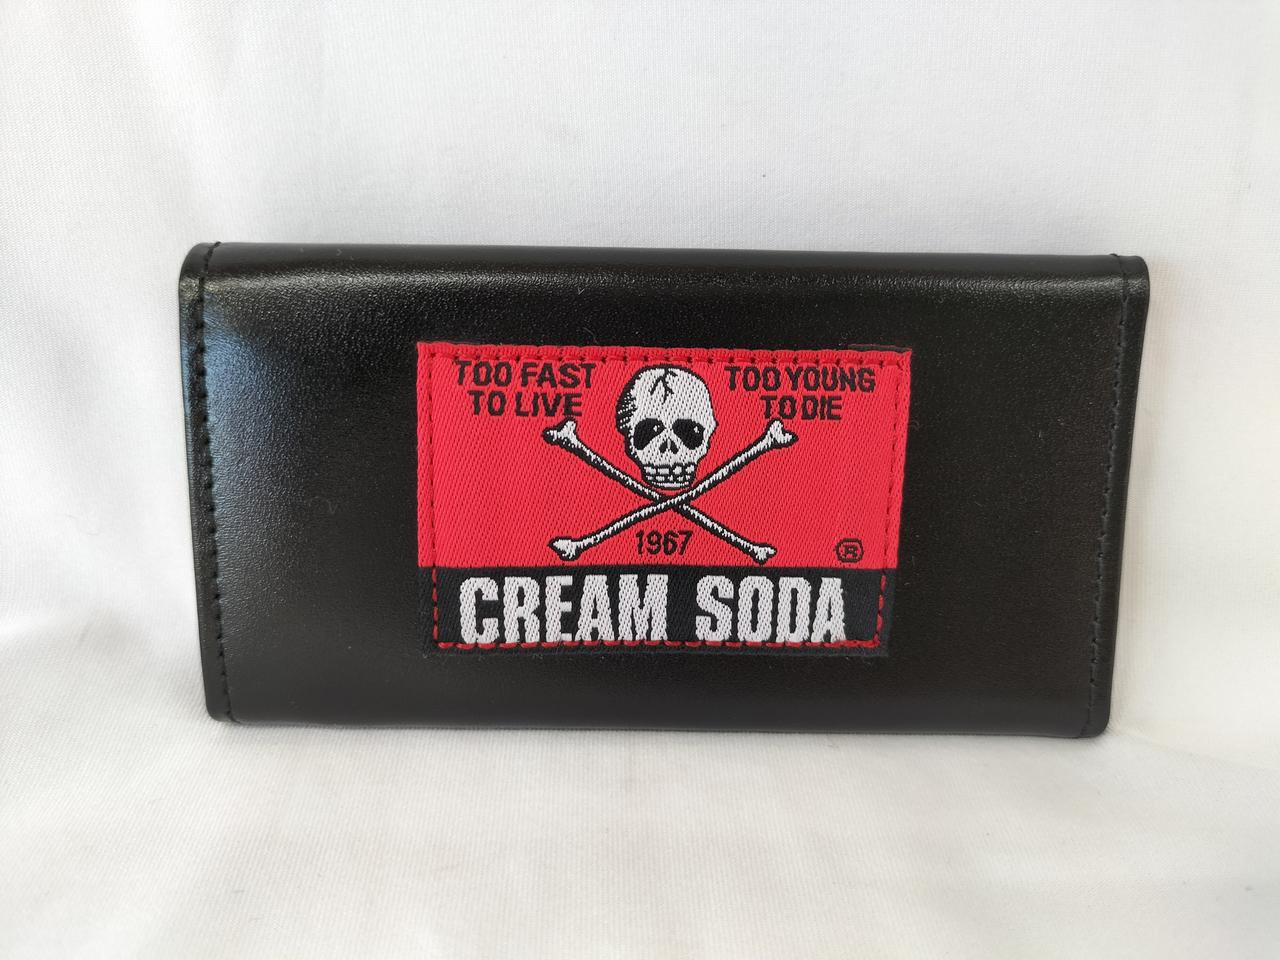 TOO FAST
TO LIVE
TOO YOUNG
TO DIE
1967
®
CREAM SODA